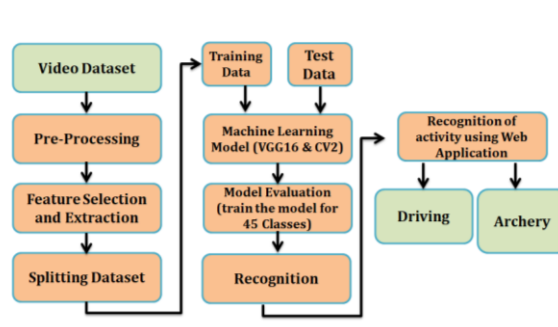 Video Dataset
Pre-Processing
Feature Selection
and Extraction
Splitting Dataset
Training
Data
Test
Data
Machine Learning
Model (VGG16 & CV2)
Model Evaluation
(train the model for
45 Classes)
Recognition
Recognition of
activity using Web
Application
Driving
Archery